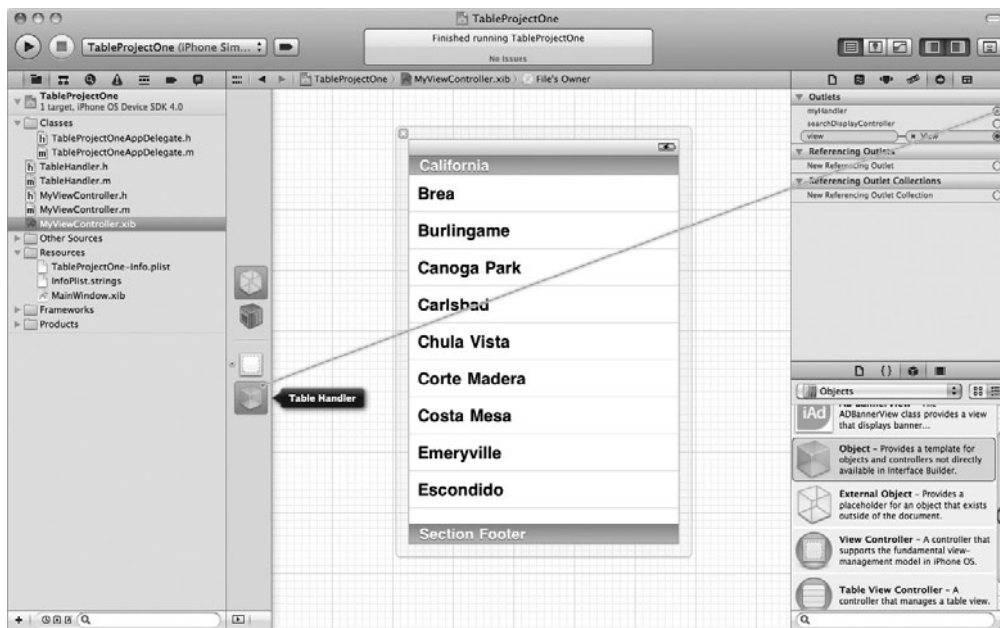 TableProjectOne
TableProjectOne (iPhone Sim...
Finished running TableProjectOne
No Issues
TableProjectOne
MyViewController.xib
File's Owner
TableProjectOne
1 target, iPhone OS Device SDK 4.0
Classes
h TableProjectOneAppDelegate.h
m TableProjectOneAppDelegate.m
h TableHandler.h
m TableHandler.m
h MyViewController.h
m MyViewController.m
MyViewController.xib
Other Sources
Resources
TableProjectOne-Info.plist
InfoPlist.strings
MainWindow.xib
Frameworks
Products
Table Handler
California
Brea
Burlingame
Canoga Park
Carlsbad
Chula Vista
Corte Madera
Costa Mesa
Emeryville
Escondido
Section Footer
Outlets
myHandler
searchDisplayController
view
View
Referencing Outlets
New Referencing Outlet
Referencing Outlet Collections
New Referencing Outlet Collection
Objects
iAd
ADBannerView class provides a view
that displays banner...
Object – Provides a template for
objects and controllers not directly
available in Interface Builder.
External Object – Provides a
placeholder for an object that exists
outside of the document.
View Controller – A controller that
supports the fundamental view-
management model in iPhone OS.
Table View Controller – A
controller that manages a table view.